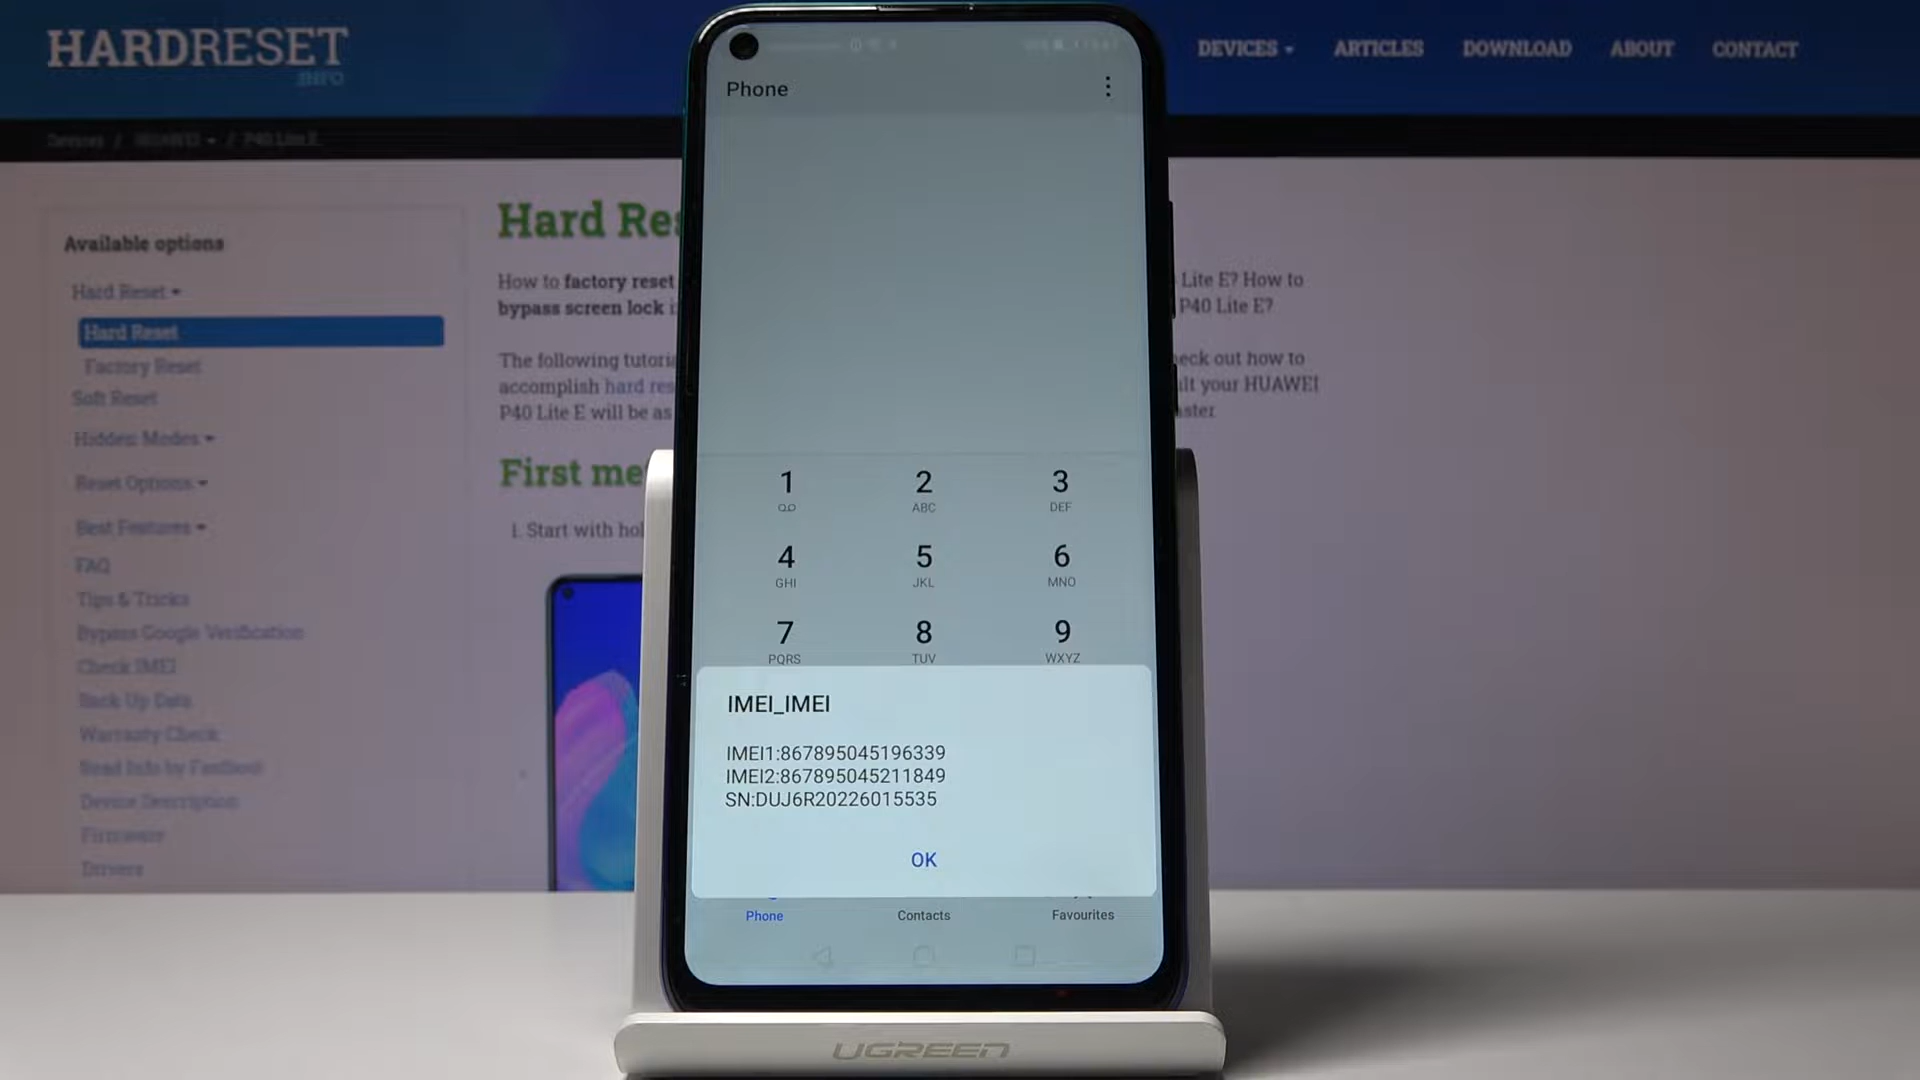 HARDRESET
.INFO
DEVICES
ARTICLES
DOWNLOAD
ABOUT
CONTACT
Devices / HUAWEI / P40 Lite E
Available options
Hard Reset
Hard Reset
Factory Reset
Soft Reset
Hidden Modes
Reset Options
Best Features
FAQ
Tips & Tricks
Bypass Google Verification
Check IMEI
Back Up Data
Warranty Check
Read Info by Fastboot
Device Description
Firmware
Drivers
Hard Res
How to factory reset
bypass screen lock
Lite E? How to
P40 Lite E?
The following
accomplish hard res
P40 Lite E will be as
eck out how to
your HUAWEI
First me
1. Start with hol
Phone
1
2 ABC
3 DEF
4 GHI
5 JKL
6 MNO
7 PQRS
8 TUV
9 WXYZ
IMEI_IMEI
IMEI1:867895045196339
IMEI2:867895045211849
SN:DUJ6R20226015535
OK
Phone
Contacts
Favourites
UGREEN